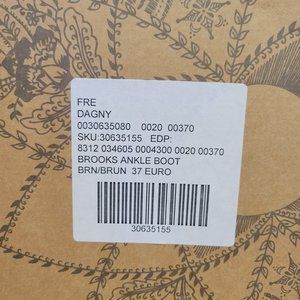 FRE
DAGNY
0030635080 0020 00370
SKU:30635155 EDP:
8312 034605 0004300 0020 00370
BROOKS ANKLE BOOT
BRN/BRUN 37 EURO
30635155